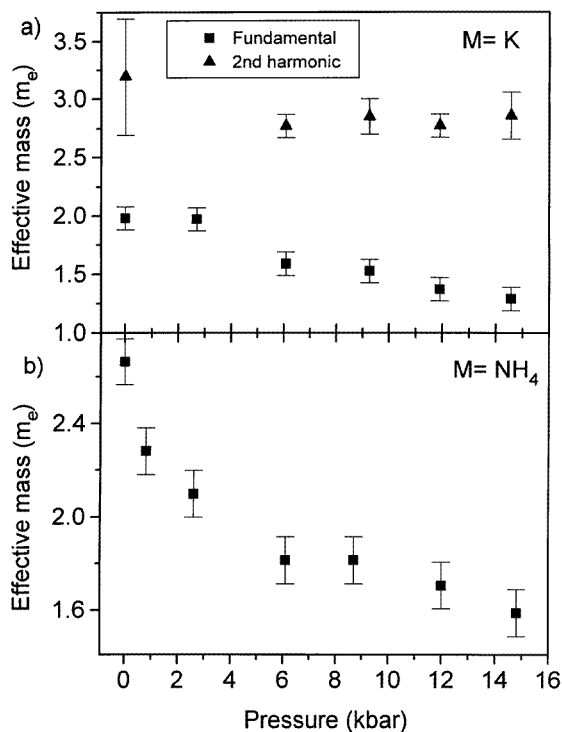 a)
Fundamental
2nd harmonic
M= K
Effective mass (mₑ)
3.5
3.0
2.5
2.0
1.5
1.0
b)
M= NH₄
Effective mass (mₑ)
2.4
2.0
1.6
0 2 4 6 8 10 12 14 16
Pressure (kbar)